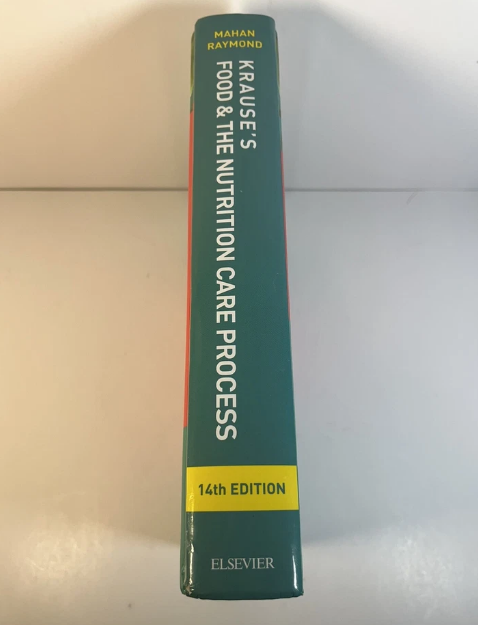 MAHAN
RAYMOND
KRAUSE'S
FOOD & THE NUTRITION CARE PROCESS
14th EDITION
ELSEVIER